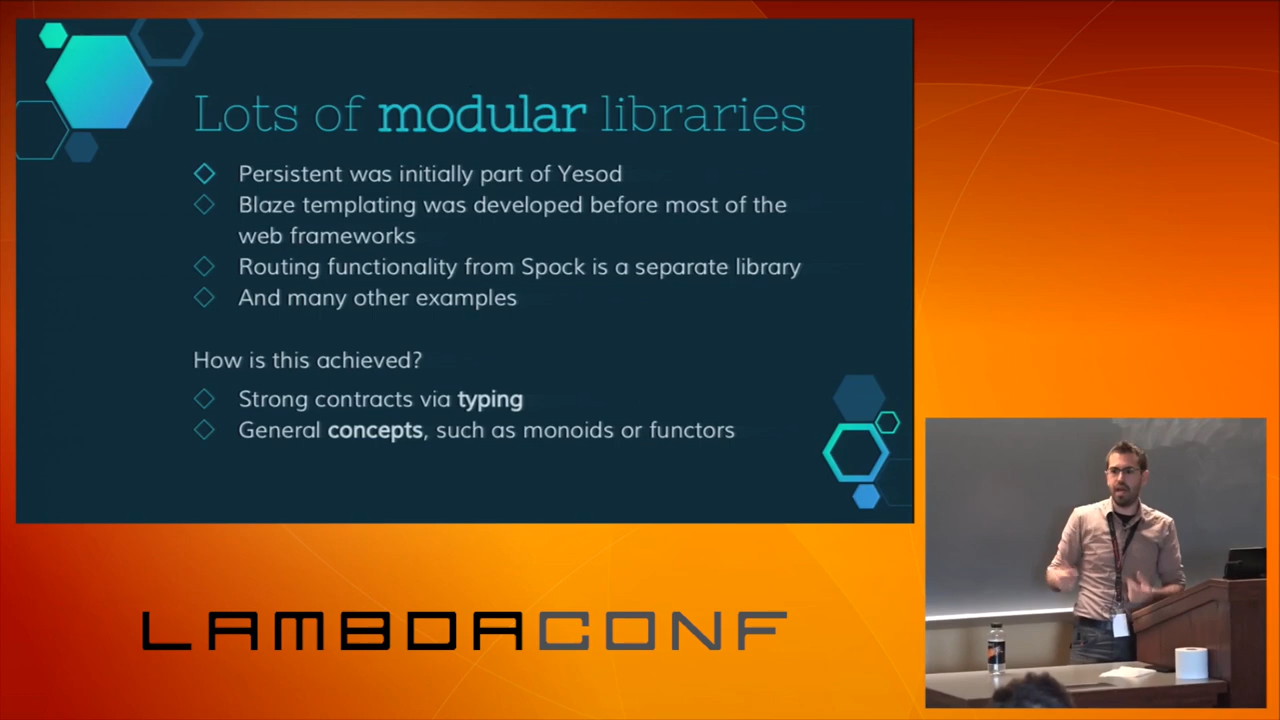 Lots of modular libraries
Persistent was initially part of Yesod
Blaze templating was developed before most of the
web frameworks
Routing functionality from Spock is a separate library
And many other examples
How is this achieved?
Strong contracts via typing
General concepts, such as monoids or functors
LAMBDACONF